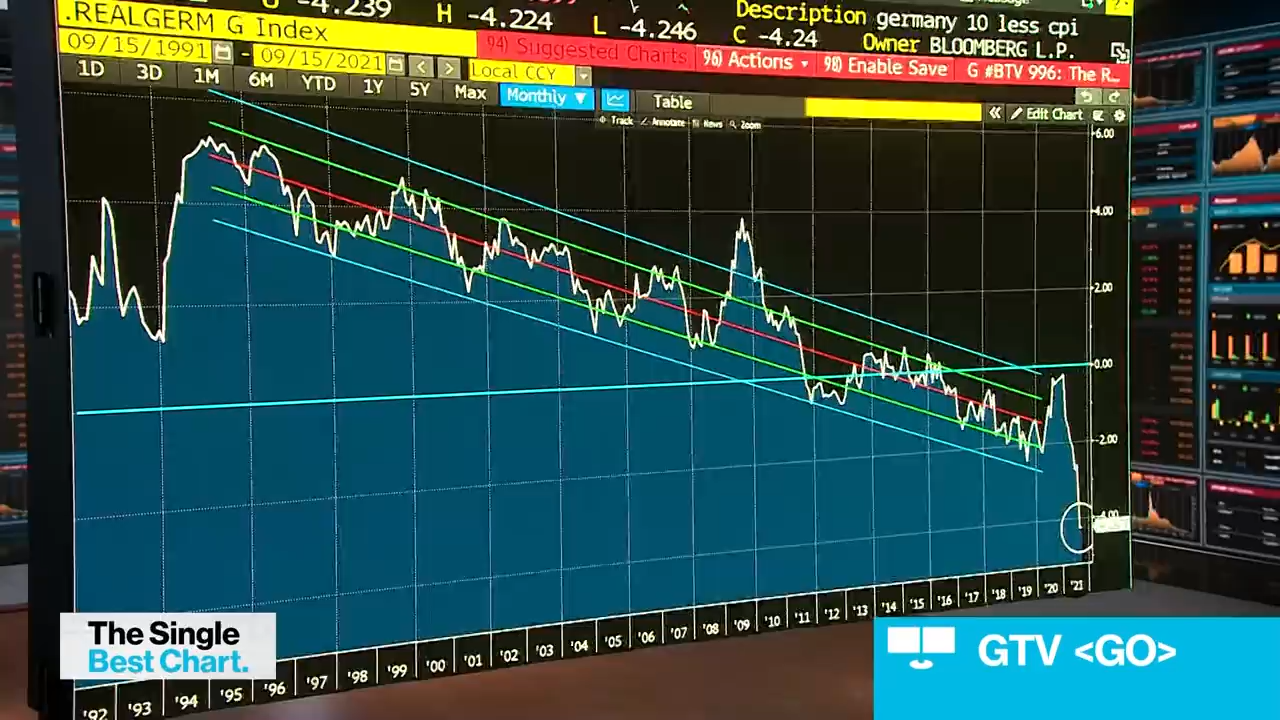 -4.239 H -4.224 L -4.246
Description germany 10 less cpi
C -4.24 Owner BLOOMBERG L.P.
.REALGERM G Index
94) Suggested Charts 96) Actions 98) Enable Save G #BTV 996: The R...
09/15/1991 - 09/15/2021 Local CCY
1D 3D 1M 6M YTD 1Y 5Y Max Monthly ▼ Table
« Edit Chart
Track Annotate News Zoom
6.00
4.00
2.00
0.00
-2.00
-4.00
'92 '93 '94 '95 '96 '97 '98 '99 '00 '01 '02 '03 '04 '05 '06 '07 '08 '09 '10 '11 '12 '13 '14 '15 '16 '17 '18 '19 '20 '21
The Single
Best Chart.
GTV <GO>